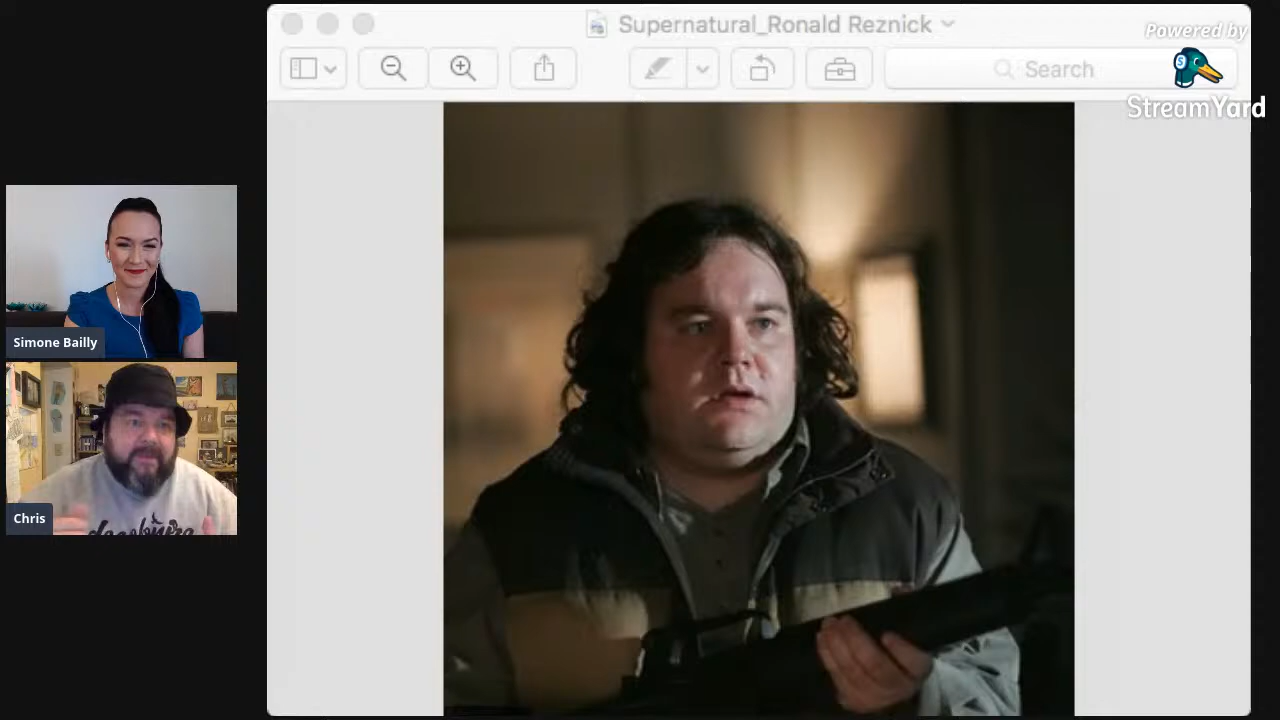 Supernatural_Ronald Reznick
Search
Powered by
S
StreamYard
Simone Bailly
Chris